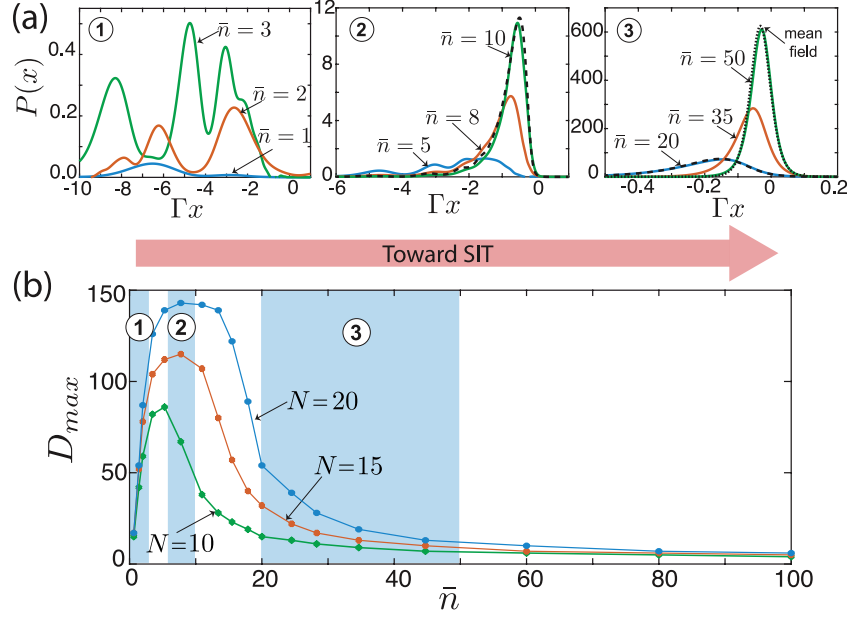 (a)
P(x)
0.4
0.2
0.0
-10 -8 -6 -4 -2 0
Γx
1
n̄ = 3
n̄ = 2
n̄ = 1
12
8
4
0
-6 -4 -2 0
Γx
2
n̄ = 10
n̄ = 8
n̄ = 5
600
400
200
0
-0.4 -0.2 0 0.2
Γx
3
mean
field
n̄ = 50
n̄ = 35
n̄ = 20
Toward SIT
(b)
D_max
150
100
50
0
1 2 3
N = 20
N = 15
N = 10
0 20 40 60 80 100
n̄